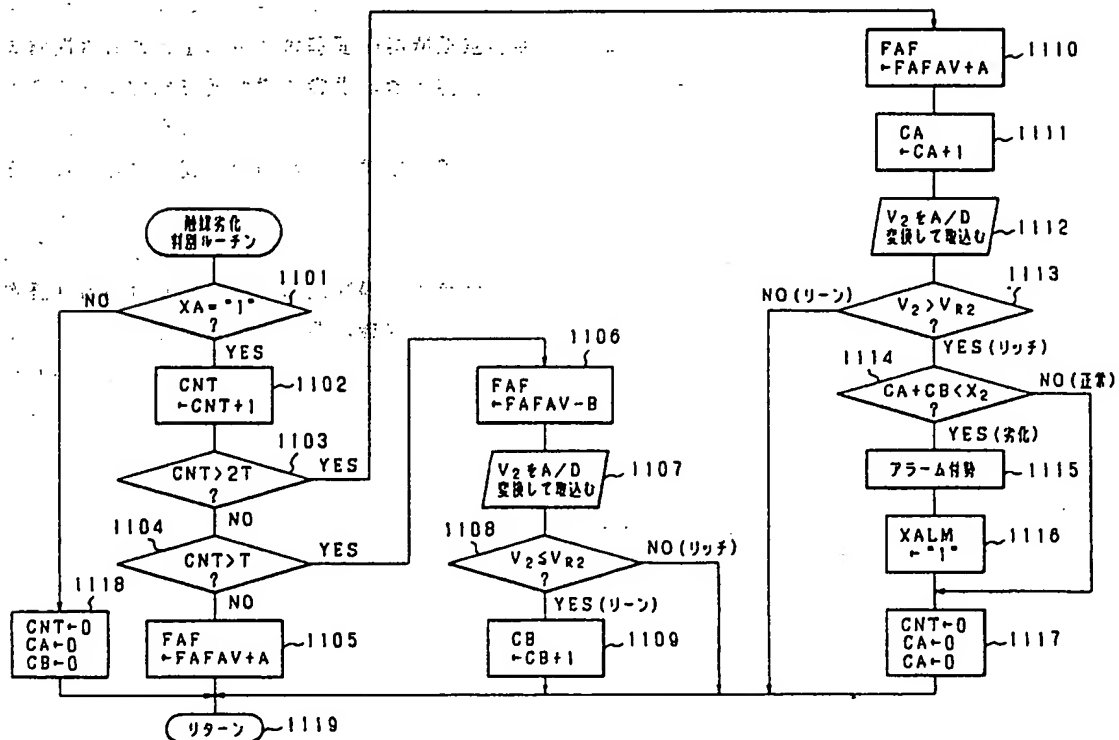 触媒劣化
判別ルーチン
1101
NO
XA="1"
?
YES
CNT
←CNT+1
1102
1103
CNT>2T
?
YES
NO
1104
CNT>T
?
YES
NO
1118
CNT←0
CA←0
CB←0
FAF
←FAFAV+A
1105
リターン
1119
1106
FAF
←FAFAV−B
1107
V2をA/D
変換して取込む
1108
V2≤VR2
?
NO(リッチ)
YES(リーン)
CB
←CB+1
1109
FAF
←FAFAV+A
1110
CA
←CA+1
1111
V2をA/D
変換して取込む
1112
1113
NO(リーン)
V2>VR2
?
YES(リッチ)
1114
CA+CB<X2
?
NO(正常)
YES(劣化)
アラーム付勢
1115
XALM
←"1"
1116
CNT←0
CA←0
CA←0
1117